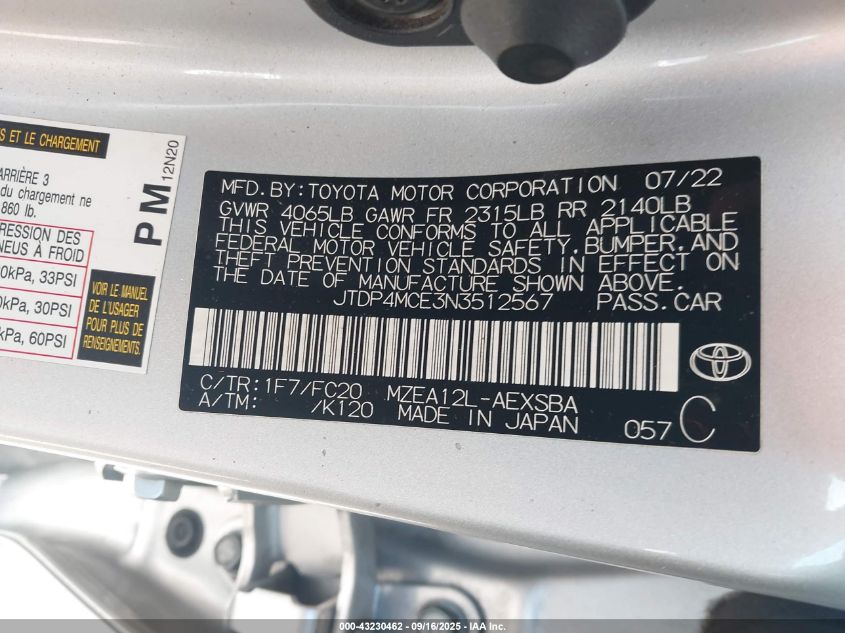 S ET LE CHARGEMENT
ARRIÈRE 3
du chargement ne
860 lb.
RESSION DES
NEUS À FROID
0kPa, 33PSI
0kPa, 30PSI
kPa, 60PSI
VOIR LE MANUEL
DE L'USAGER
POUR PLUS DE
RENSEIGNEMENTS.
PM
12N20
MFD.BY:TOYOTA MOTOR CORPORATION 07/22
GVWR 4065LB GAWR FR 2315LB RR 2140LB
THIS VEHICLE CONFORMS TO ALL APPLICABLE
FEDERAL MOTOR VEHICLE SAFETY,BUMPER,AND
THEFT PREVENTION STANDARDS IN EFFECT ON
THE DATE OF MANUFACTURE SHOWN ABOVE.
JTDP4MCE3N3512567 PASS.CAR
C/TR:1F7/FC20 MZEA12L-AEXSBA
A/TM: /K120 MADE IN JAPAN
057 C
000-43230462 - 09/16/2025 - IAA Inc.